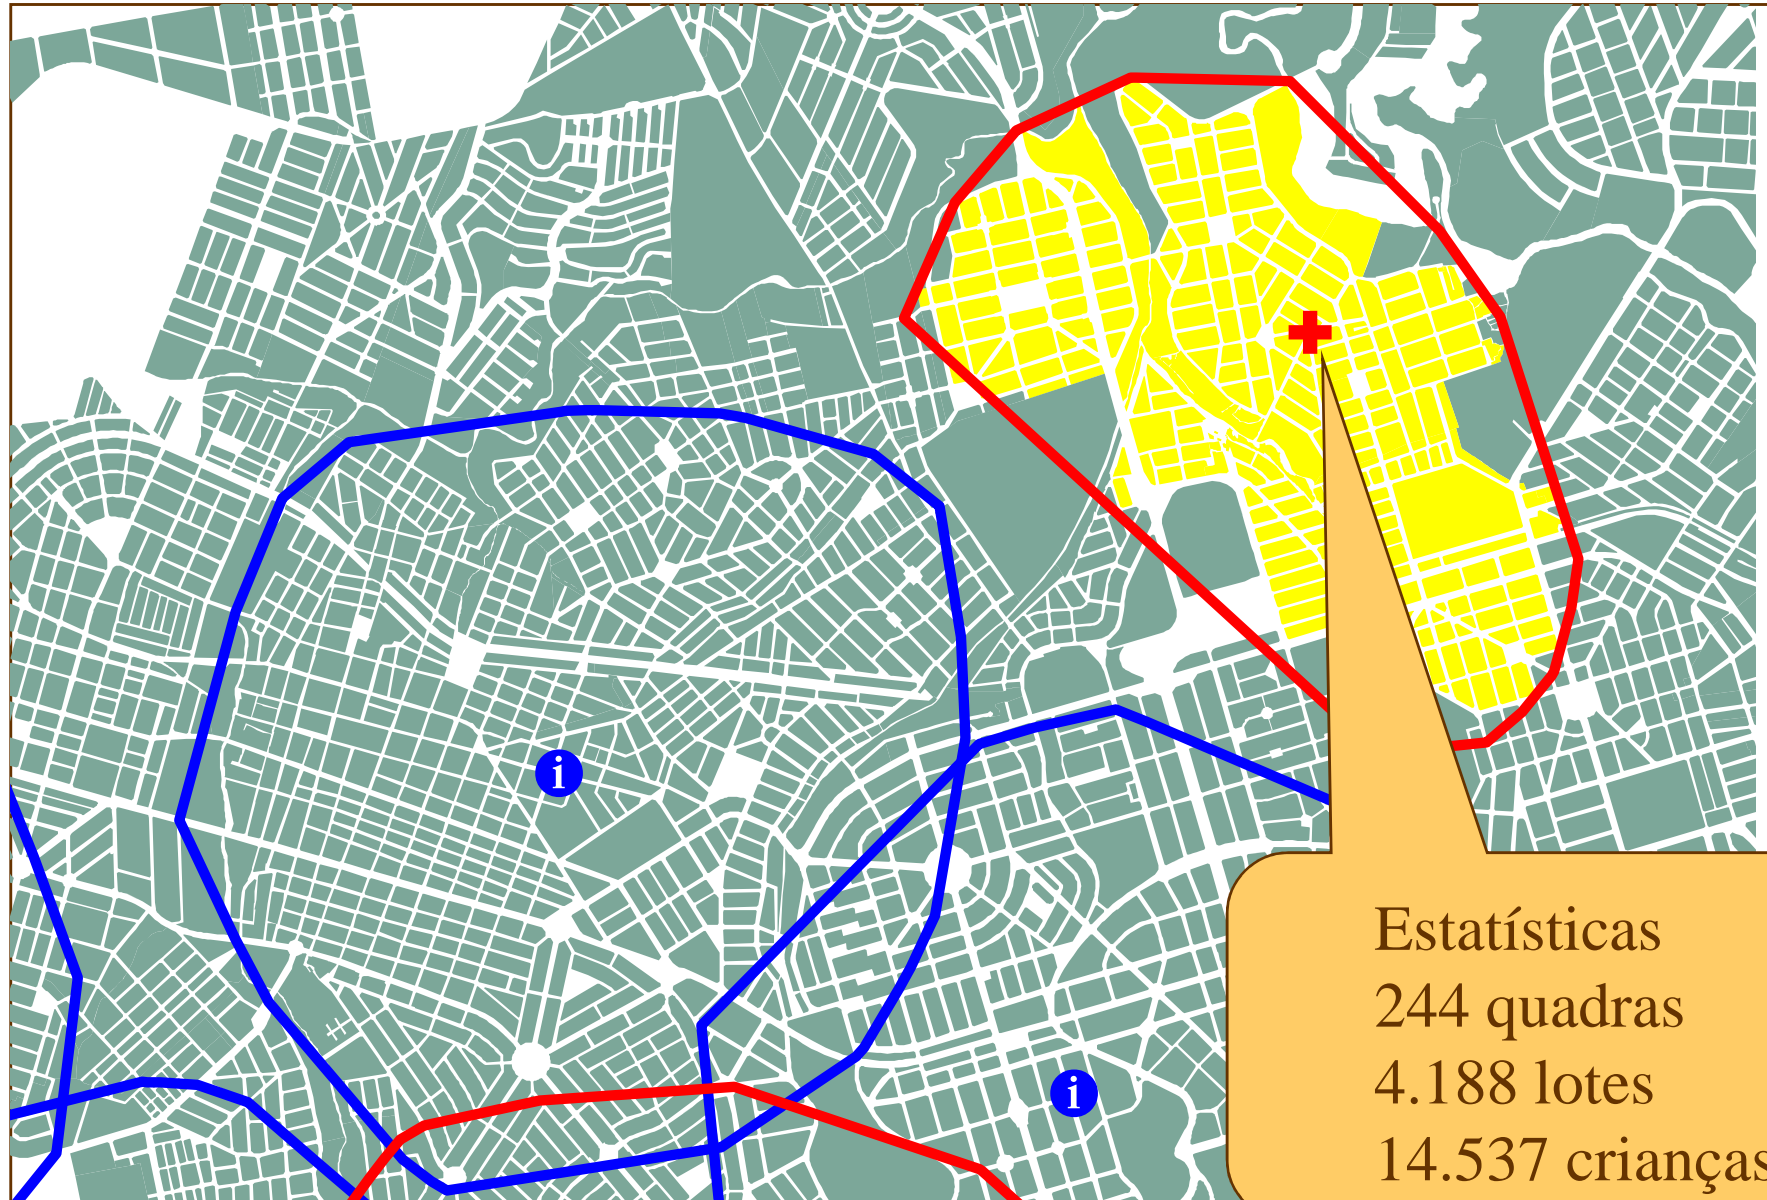 i
i
Estatísticas
244 quadras
4.188 lotes
14.537 crianças